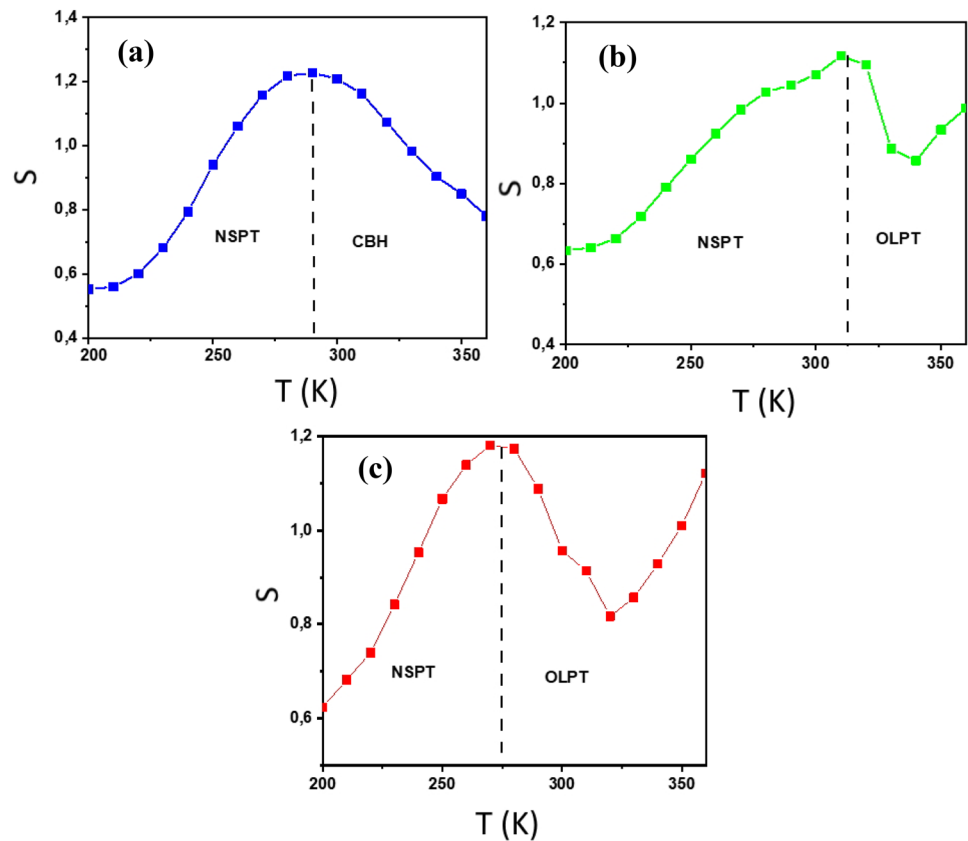 (a)
1,4
1,2
1,0
0,8
0,6
0,4
S
NSPT
CBH
200
250
300
350
T (K)
(b)
1,2
1,0
0,8
0,6
0,4
S
NSPT
OLPT
200
250
300
350
T (K)
(c)
1,2
1,0
0,8
0,6
S
NSPT
OLPT
200
250
300
350
T (K)